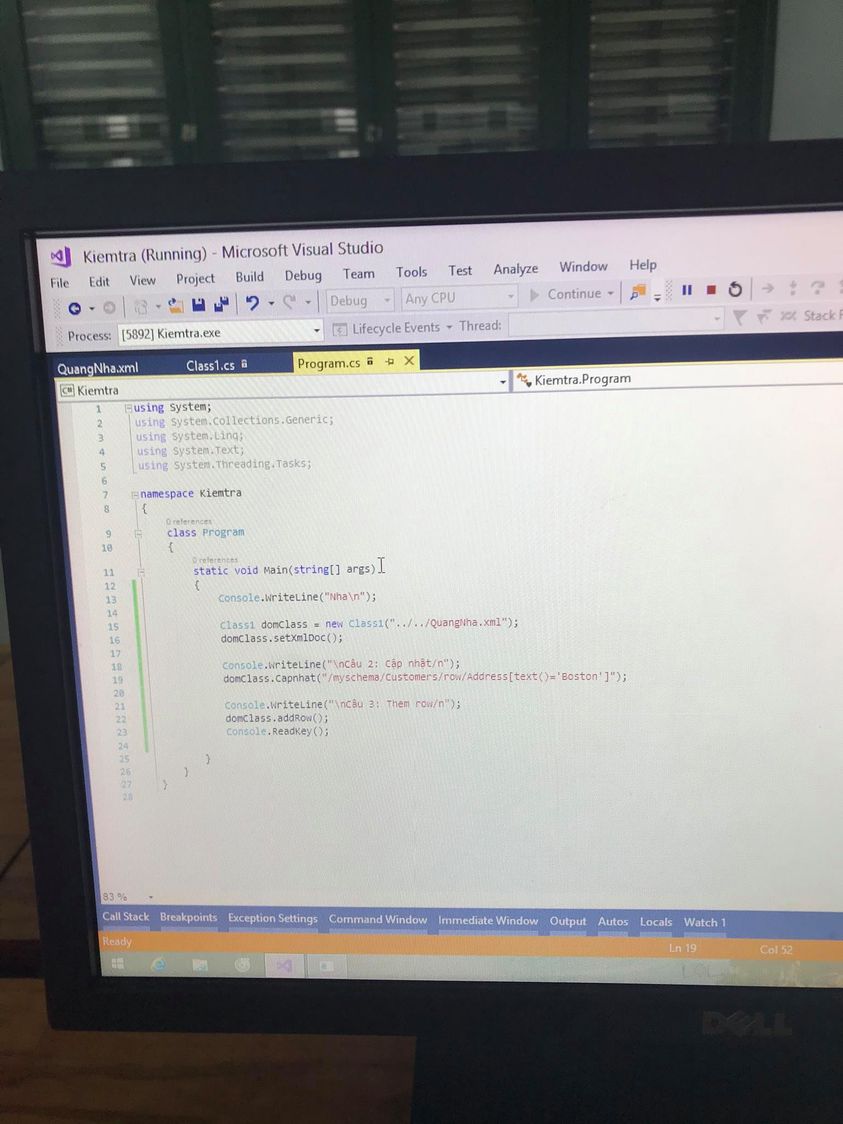 Kiemtra (Running) - Microsoft Visual Studio
File Edit View Project Build Debug Team Tools Test Analyze Window Help
Debug Any CPU Continue
Process: [5892] Kiemtra.exe Lifecycle Events Thread: Stack F
QuangNha.xml Class1.cs Program.cs
C# Kiemtra Kiemtra.Program
1 using System;
2 using System.Collections.Generic;
3 using System.Linq;
4 using System.Text;
5 using System.Threading.Tasks;
6
7 namespace Kiemtra
8 {
0 references
9 class Program
10 {
0 references
11 static void Main(string[] args)
12 {
13 Console.WriteLine("Nha\n");
14
15 Class1 domClass = new Class1("../../QuangNha.xml");
16 domClass.setXmlDoc();
17
18 Console.WriteLine("\nCâu 2: Cập nhật/n");
19 domClass.Capnhat("/myschema/Customers/row/Address[text()='Boston']");
20
21 Console.WriteLine("\nCâu 3: Them row/n");
22 domClass.addRow();
23 Console.ReadKey();
24
25 }
26 }
27 }
28
83 %
Call Stack Breakpoints Exception Settings Command Window Immediate Window Output Autos Locals Watch 1
Ready Ln 19 Col 52
DELL